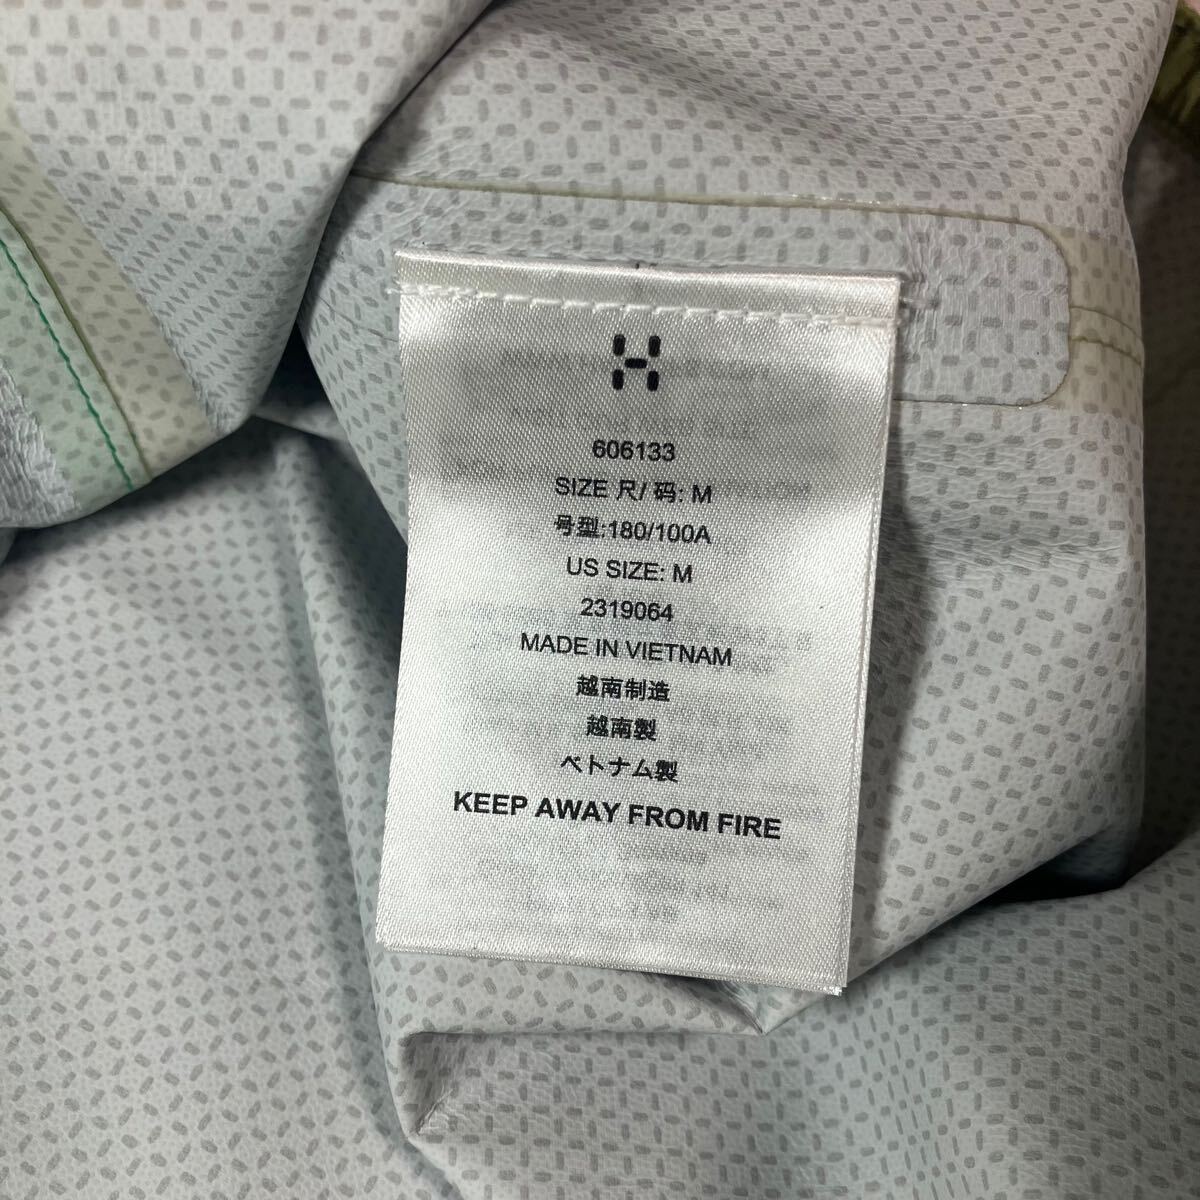 606133
SIZE 尺/ 码: M
号型:180/100A
US SIZE: M
2319064
MADE IN VIETNAM
越南制造
越南製
ベトナム製
KEEP AWAY FROM FIRE